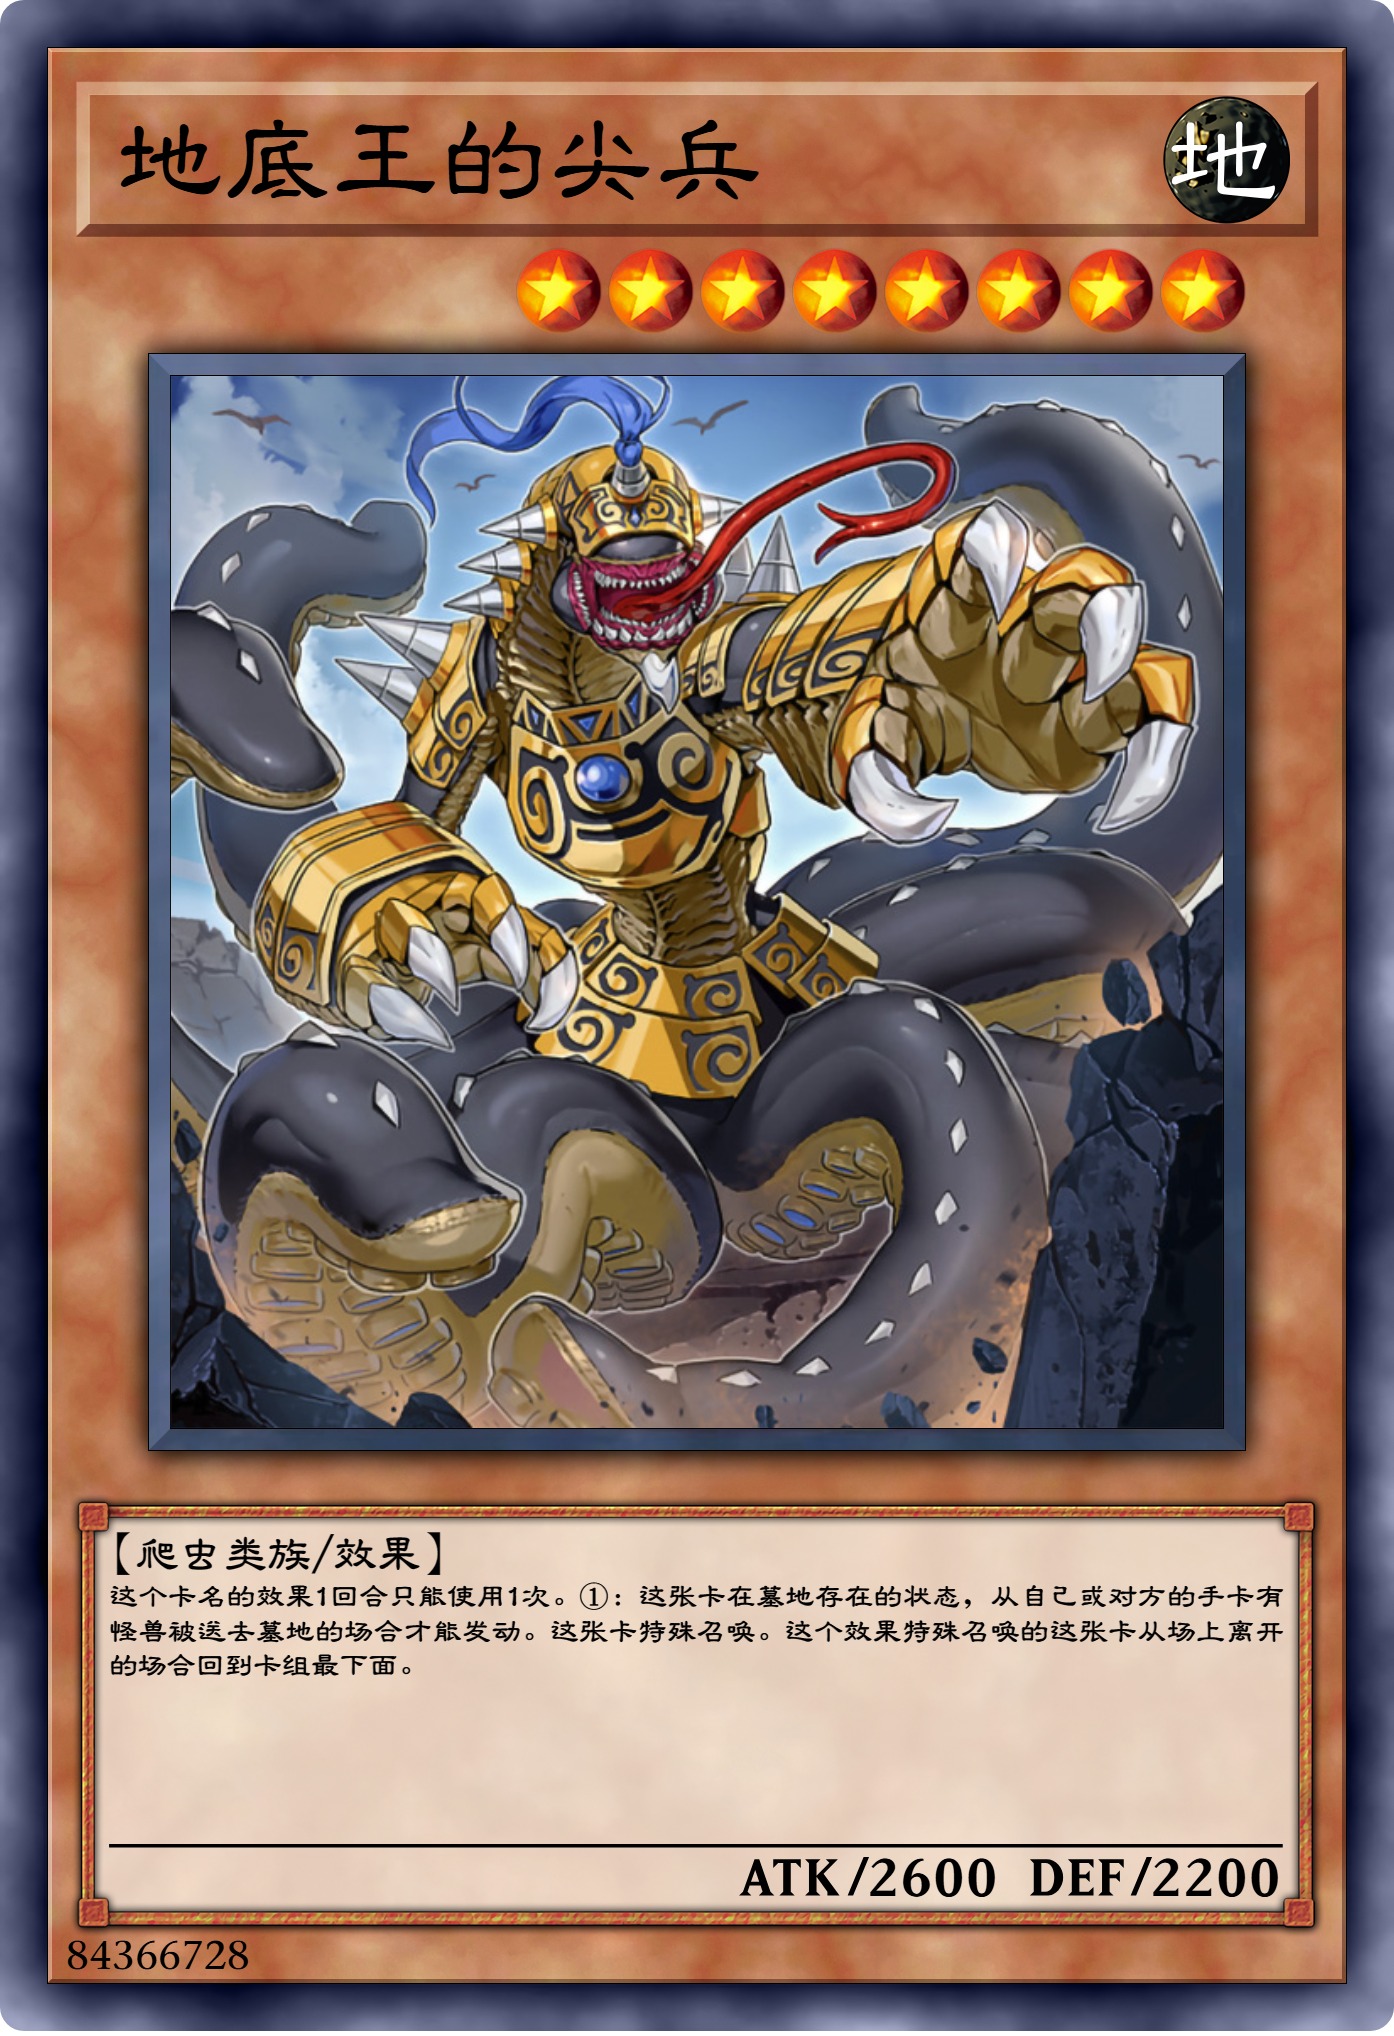 地底王的尖兵
地
【爬虫类族/效果】
这个卡名的效果1回合只能使用1次。①：这张卡在墓地存在的状态，从自己或对方的手卡有
怪兽被送去墓地的场合才能发动。这张卡特殊召唤。这个效果特殊召唤的这张卡从场上离开
的场合回到卡组最下面。
ATK/2600 DEF/2200
84366728